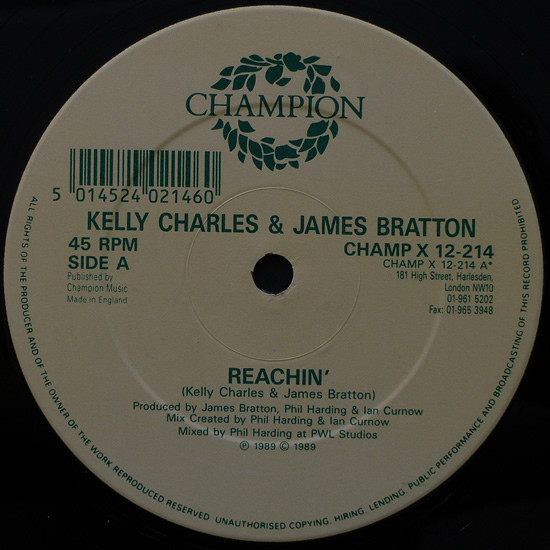 CHAMPION
5 014524 021460
KELLY CHARLES & JAMES BRATTON
45 RPM
SIDE A
Published by
Champion Music
Made in England
CHAMP X 12-214
CHAMP X 12-214 A*
181 High Street, Harlesden,
London NW10
01-961 5202
Fax: 01-965 3948
REACHIN'
(Kelly Charles & James Bratton)
Produced by James Bratton, Phil Harding & Ian Curnow
Mix Created by Phil Harding & Ian Curnow
Mixed by Phil Harding at PWL Studios
℗ 1989 © 1989
ALL RIGHTS OF THE PRODUCER AND OF THE OWNER OF THE WORK REPRODUCED RESERVED. UNAUTHORISED COPYING, HIRING, LENDING, PUBLIC PERFORMANCE AND BROADCASTING OF THIS RECORD PROHIBITED